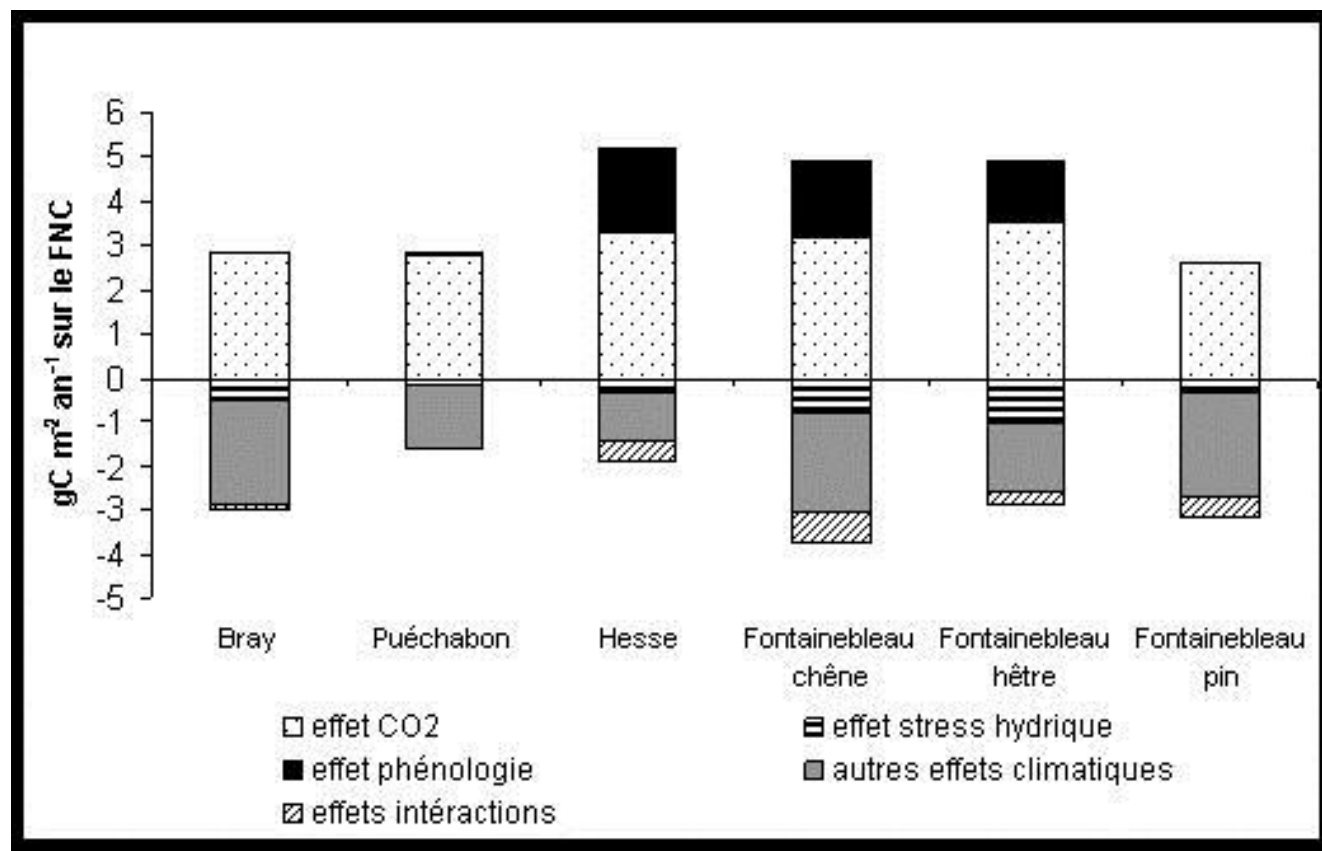 gC m² an⁻¹ sur le FNC
6
5
4
3
2
1
0
-1
-2
-3
-4
-5
Bray
Puéchabon
Hesse
Fontainebleau
chêne
Fontainebleau
hêtre
Fontainebleau
pin
effet CO2
effet stress hydrique
effet phénologie
autres effets climatiques
effets intéractions